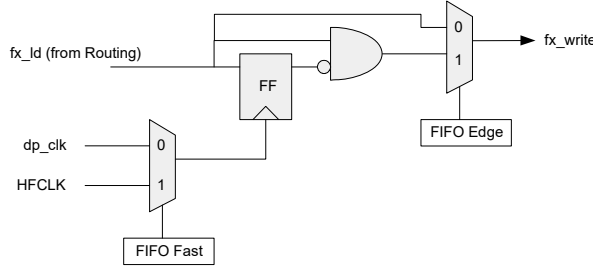 0
fx_ld (from Routing)
1
fx_write
FF
FIFO Edge
dp_clk
0
HFCLK
1
FIFO Fast